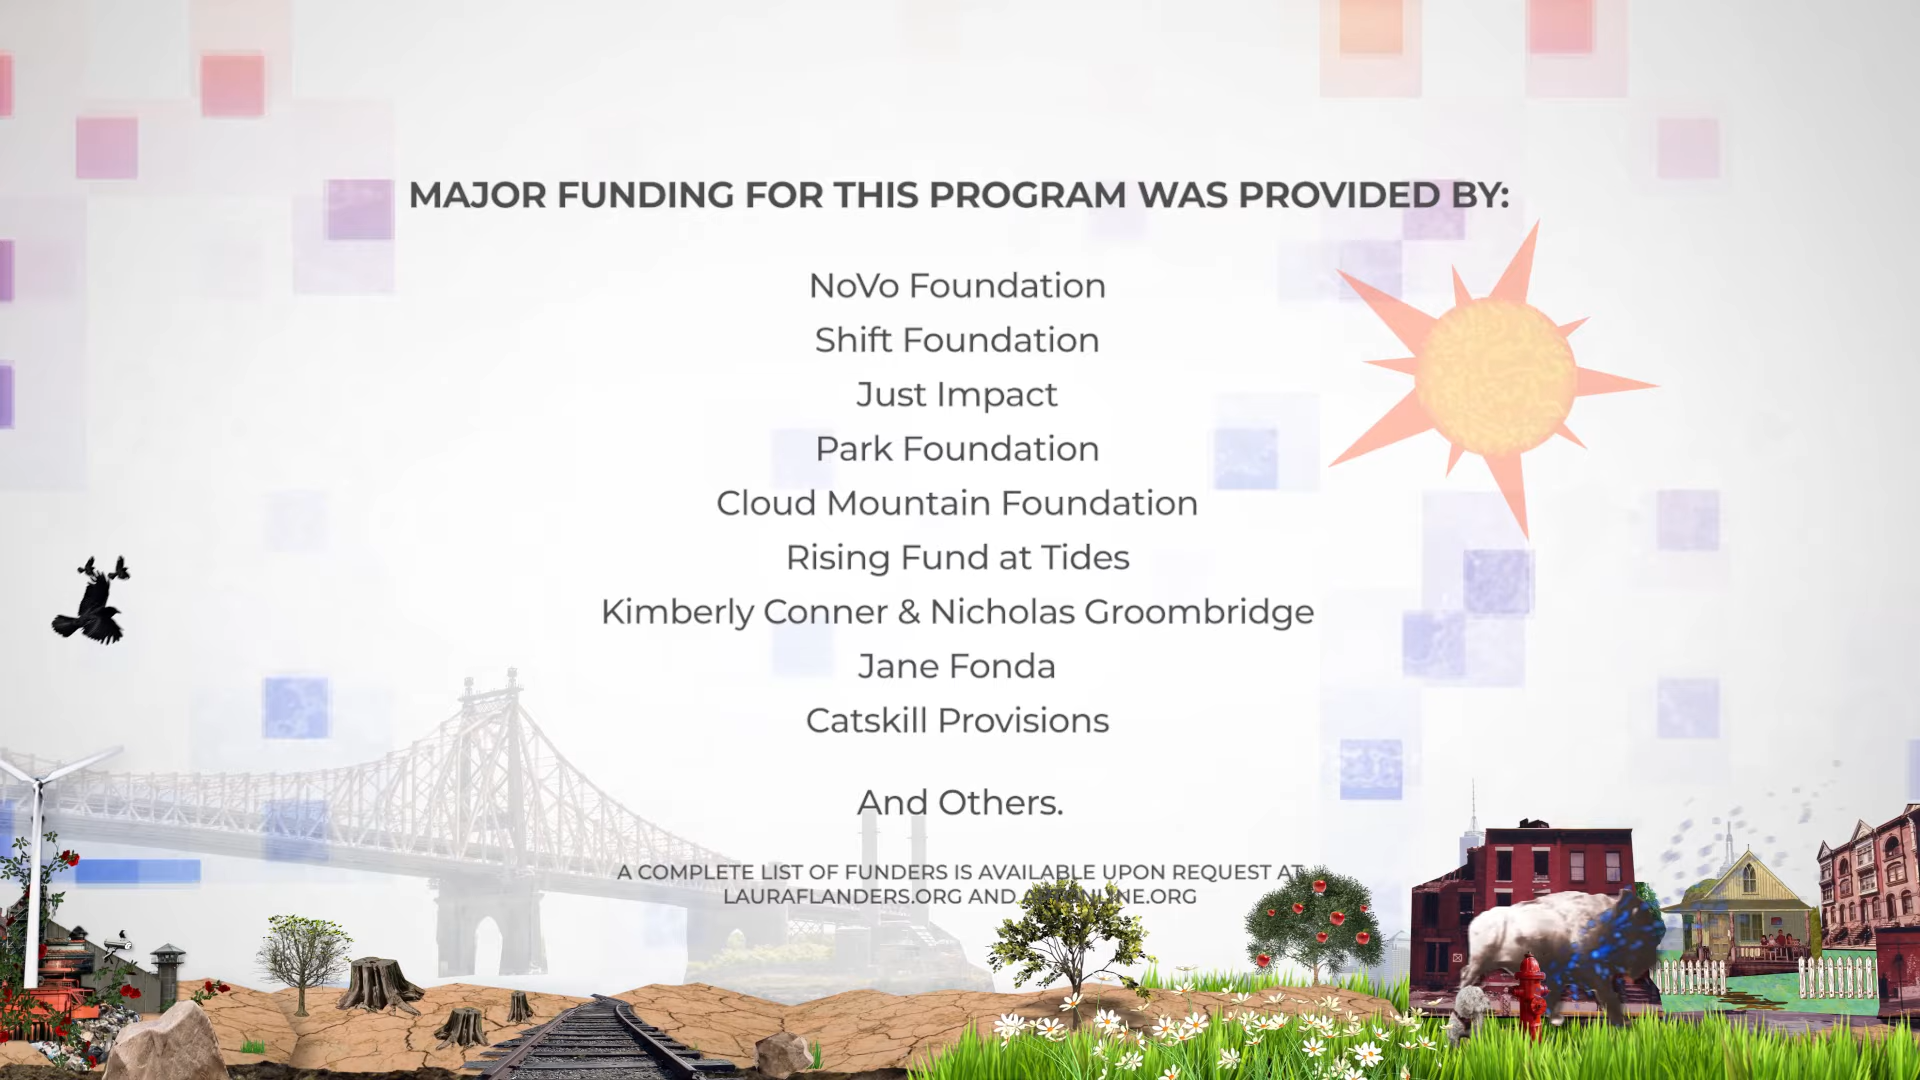 MAJOR FUNDING FOR THIS PROGRAM WAS PROVIDED BY:
NoVo Foundation
Shift Foundation
Just Impact
Park Foundation
Cloud Mountain Foundation
Rising Fund at Tides
Kimberly Conner & Nicholas Groombridge
Jane Fonda
Catskill Provisions
And Others.
A COMPLETE LIST OF FUNDERS IS AVAILABLE UPON REQUEST AT
LAURAFLANDERS.ORG AND